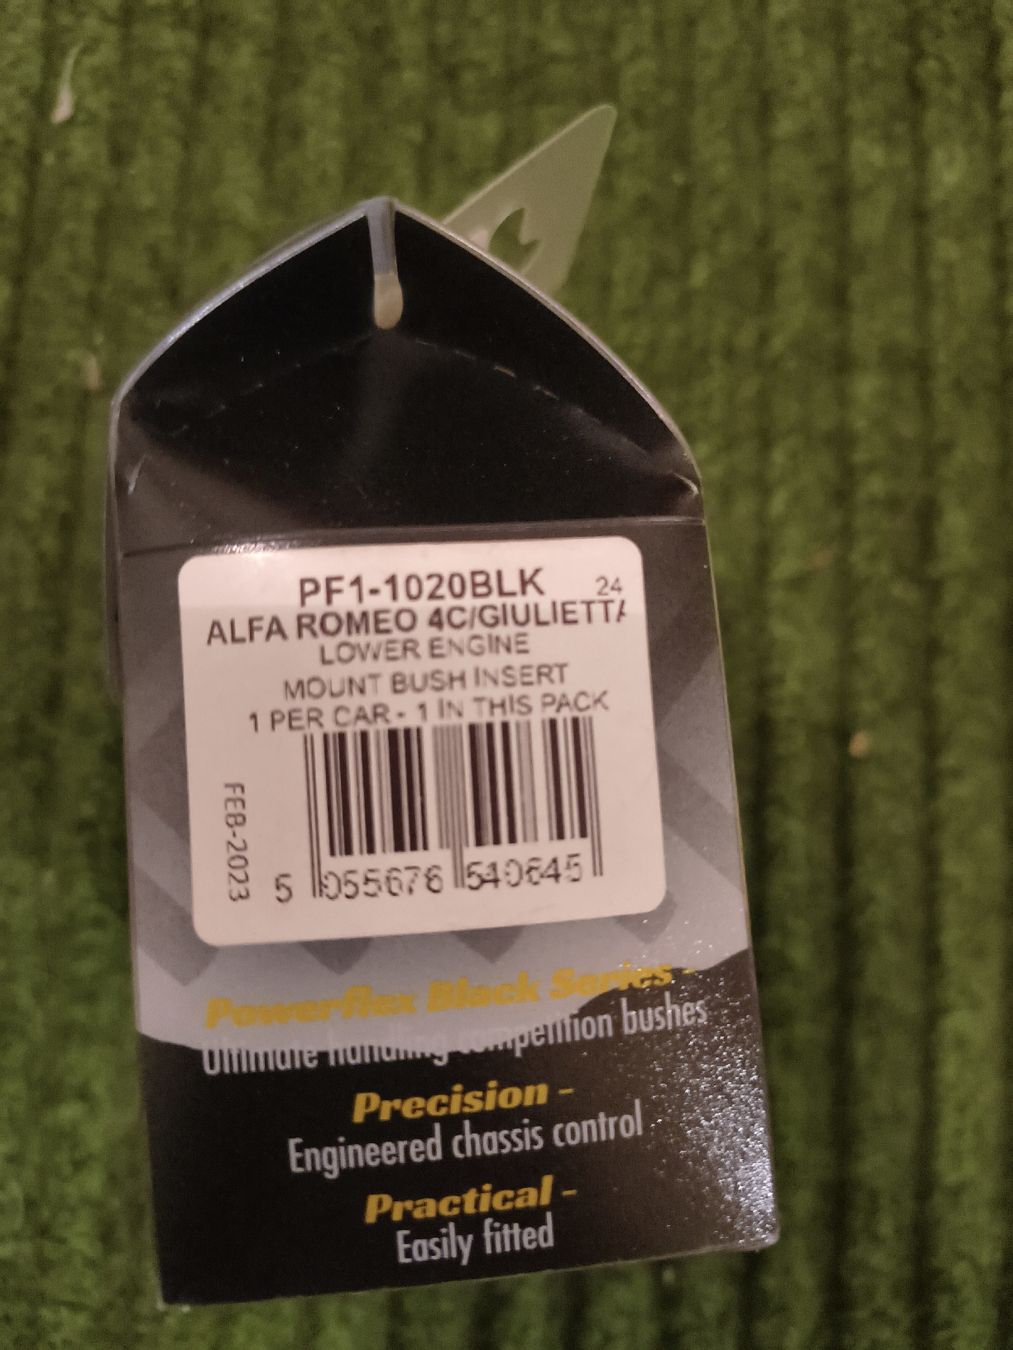 PF1-1020BLK 24
ALFA ROMEO 4C/GIULIETTA
LOWER ENGINE
MOUNT BUSH INSERT
1 PER CAR - 1 IN THIS PACK
FEB-2023
5 055676 540645
Powerflex Black Series -
Ultimate handling competition bushes
Precision -
Engineered chassis control
Practical -
Easily fitted